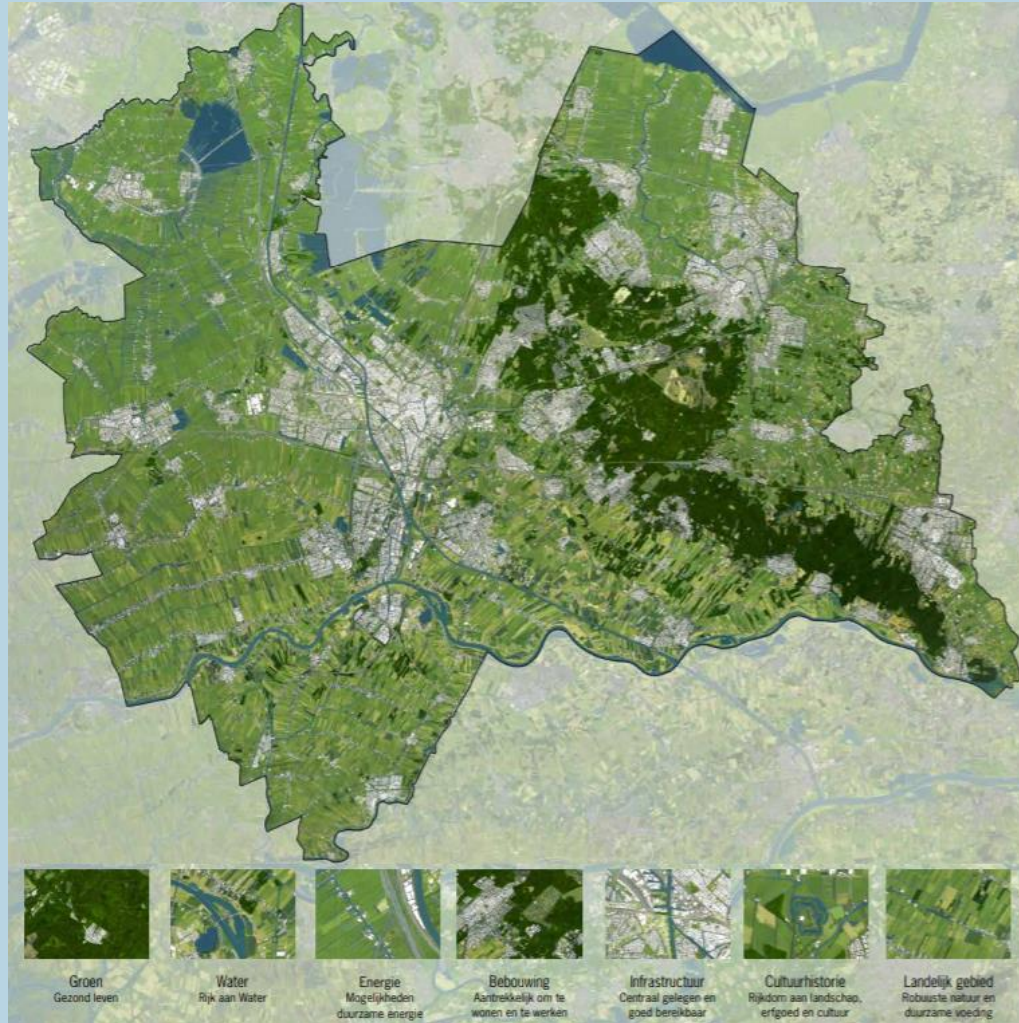 Groen
Gezond leven
Water
Rijk aan Water
Energie
Mogelijkheden
duurzame energie
Bebouwing
Aantrekkelijk om te
wonen en te werken
Infrastructuur
Centraal gelegen en
goed bereikbaar
Cultuurhistorie
Rijkdom aan landschap,
erfgoed en cultuur
Landelijk gebied
Robuuste natuur en
duurzame voeding